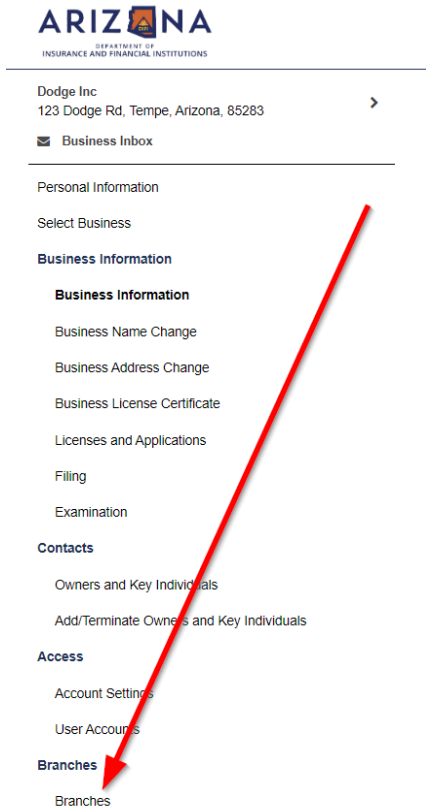 ARIZONA
DEPARTMENT OF
INSURANCE AND FINANCIAL INSTITUTIONS
Dodge Inc
123 Dodge Rd, Tempe, Arizona, 85283
Business Inbox
Personal Information
Select Business
Business Information
Business Information
Business Name Change
Business Address Change
Business License Certificate
Licenses and Applications
Filing
Examination
Contacts
Owners and Key Individuals
Add/Terminate Owners and Key Individuals
Access
Account Settings
User Accounts
Branches
Branches